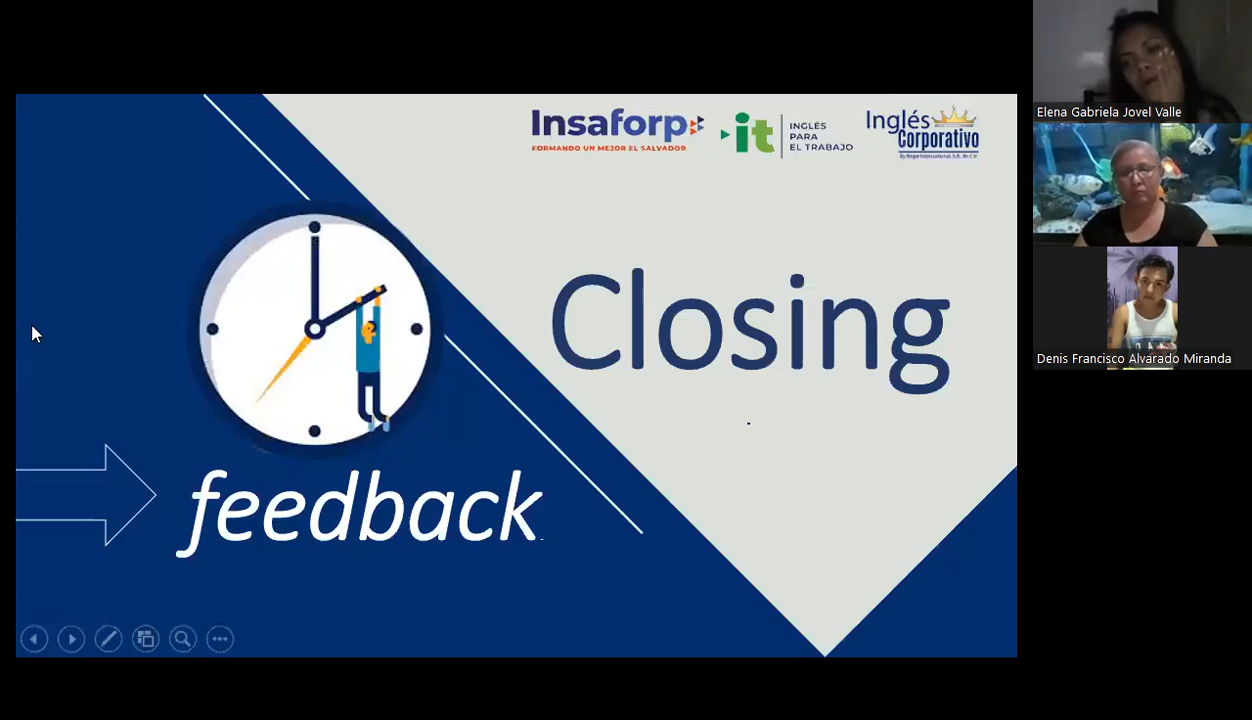 Insaforp
FORMANDO UN MEJOR EL SALVADOR
it
INGLÉS
PARA
EL TRABAJO
Inglés
Corporativo
Closing
feedback.
Elena Gabriela Jovel Valle
Denis Francisco Alvarado Miranda